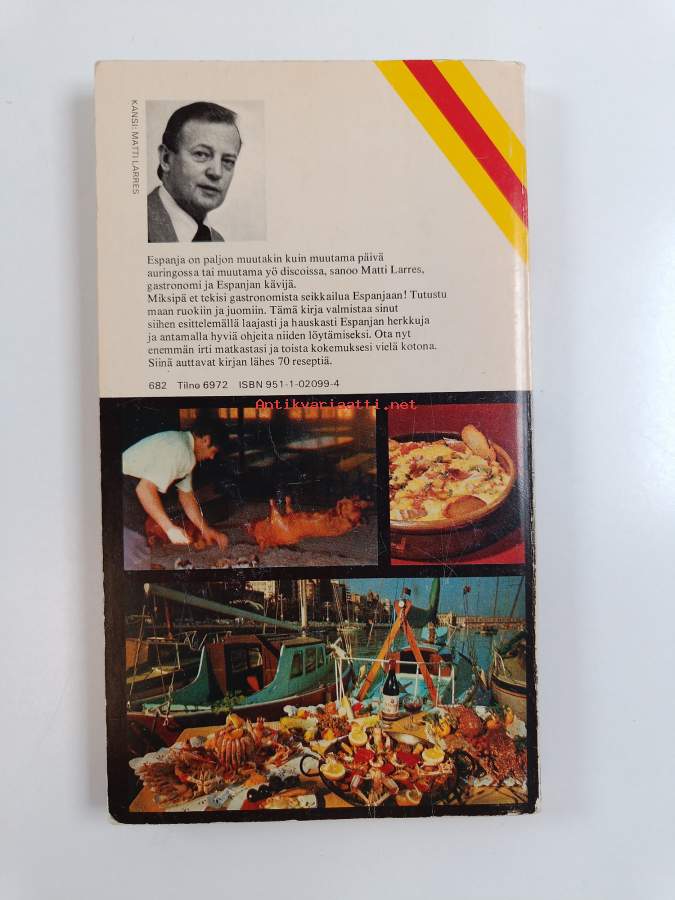 KANSI: MATTI LARRES
Espanja on paljon muutakin kuin muutama päivä
auringossa tai muutama yö discoissa, sanoo Matti Larres,
gastronomi ja Espanjan kävijä.
Miksipä et tekisi gastronomista seikkailua Espanjaan! Tutustu
maan ruokiin ja juomiin. Tämä kirja valmistaa sinut
siihen esittelemällä laajasti ja hauskasti Espanjan herkkuja
ja antamalla hyviä ohjeita niiden löytämiseksi. Ota nyt
enemmän irti matkastasi ja toista kokemuksesi vielä kotona.
Siinä auttavat kirjan lähes 70 reseptiä.
682 Tilno 6972 ISBN 951-1-02099-4
Antikvariaatti.net